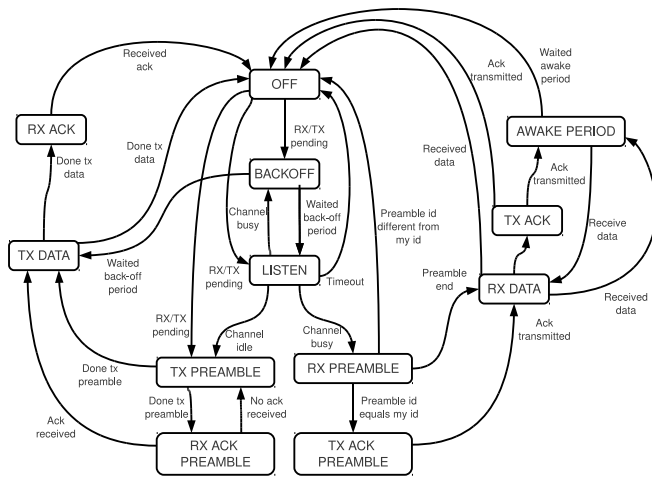 Received
ack
OFF
Ack
transmitted
Waited
awake
period
RX ACK
AWAKE PERIOD
Done tx
data
Done tx
data
RX/TX
pending
Received
data
Ack
transmitted
BACKOFF
Channel
busy
Waited
back-off
period
Preamble id
different from
my id
TX ACK
Receive
data
TX DATA
Waited
back-off
period
RX/TX
pending
LISTEN
Timeout
Preamble
end
RX DATA
Received
data
RX/TX
pending
Channel
idle
Channel
busy
Ack
transmitted
Done tx
preamble
TX PREAMBLE
RX PREAMBLE
Done tx
preamble
No ack
received
Preamble id
equals my id
Ack
received
RX ACK
PREAMBLE
TX ACK
PREAMBLE